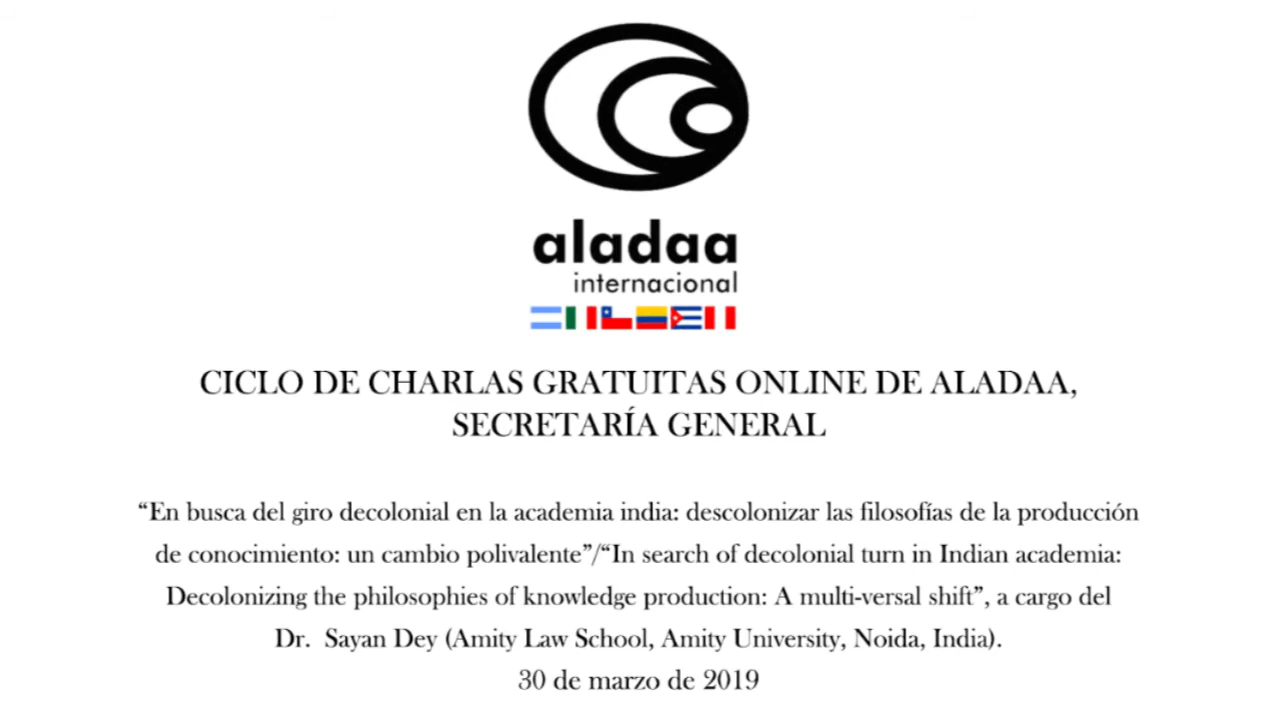 aladaa
internacional
CICLO DE CHARLAS GRATUITAS ONLINE DE ALADAA,
SECRETARÍA GENERAL
“En busca del giro decolonial en la academia india: descolonizar las filosofías de la producción
de conocimiento: un cambio polivalente”/“In search of decolonial turn in Indian academia:
Decolonizing the philosophies of knowledge production: A multi-versal shift”, a cargo del
Dr.  Sayan Dey (Amity Law School, Amity University, Noida, India).
30 de marzo de 2019